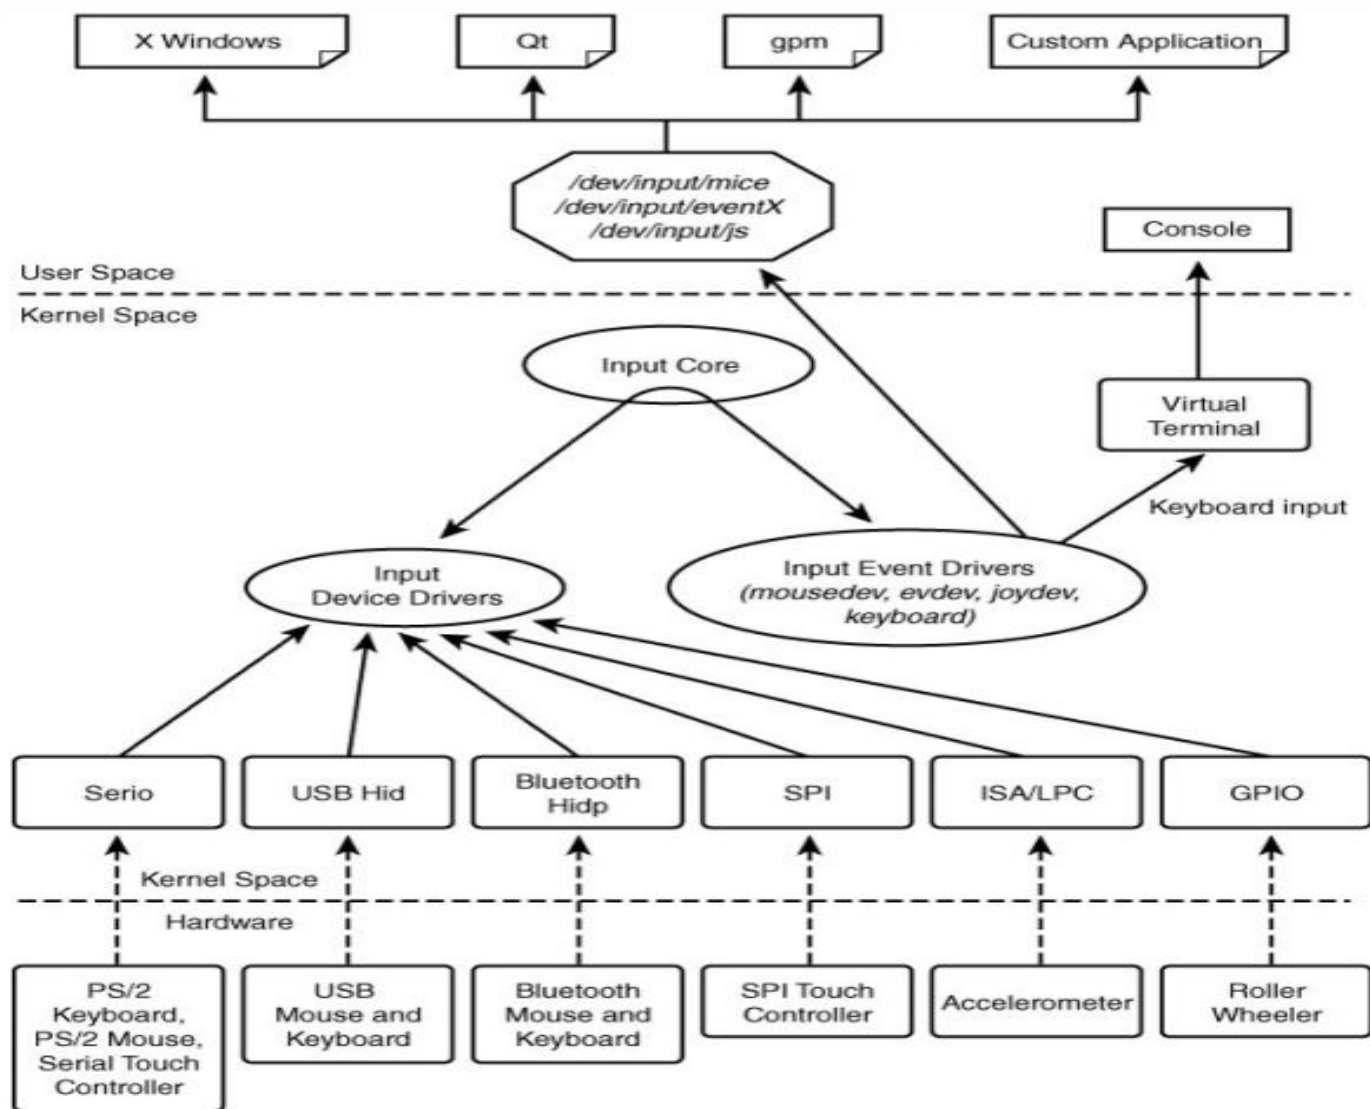 X Windows
Qt
gpm
Custom Application
/dev/input/mice
/dev/input/eventX
/dev/input/js
Console
User Space
Kernel Space
Input Core
Virtual
Terminal
Keyboard input
Input
Device Drivers
Input Event Drivers
(mousedev, evdev, joydev,
keyboard)
Serio
USB Hid
Bluetooth
Hidp
SPI
ISA/LPC
GPIO
Kernel Space
Hardware
PS/2
Keyboard,
PS/2 Mouse,
Serial Touch
Controller
USB
Mouse and
Keyboard
Bluetooth
Mouse and
Keyboard
SPI Touch
Controller
Accelerometer
Roller
Wheeler